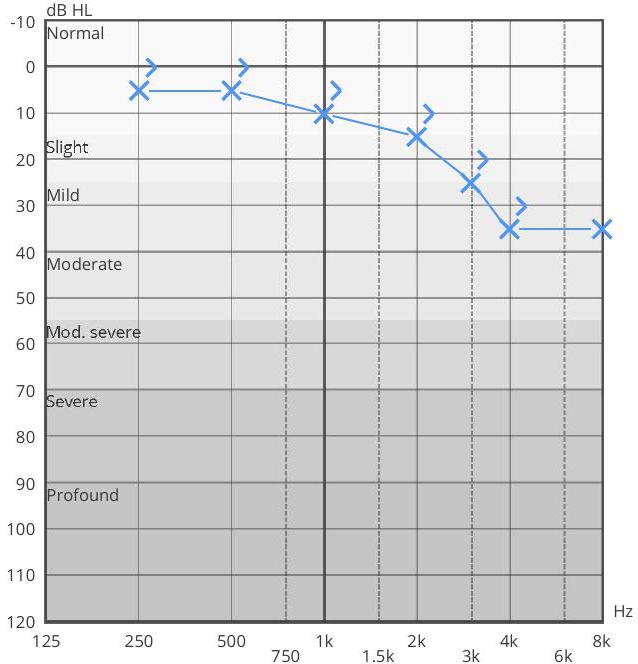 dB HL
-10
Normal
0
10
Slight
20
Mild
30
40
Moderate
50
Mod. severe
60
70
Severe
80
90
Profound
100
110
120
Hz
125 250 500 1k 2k 4k 8k
750 1.5k 3k 6k